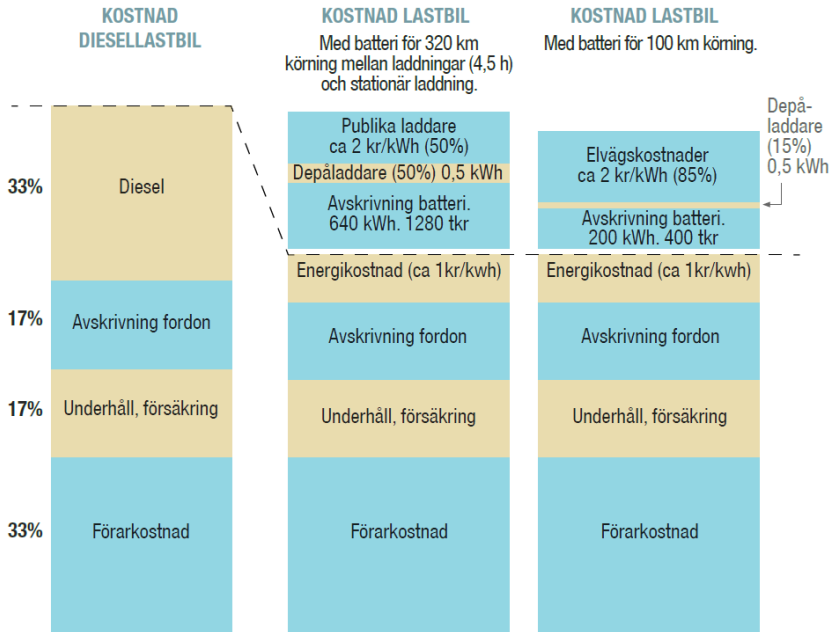 KOSTNAD
DIESELLASTBIL
33%
Diesel
17%
Avskrivning fordon
17%
Underhåll, försäkring
33%
Förarkostnad
KOSTNAD LASTBIL
Med batteri för 320 km
körning mellan laddningar (4,5 h)
och stationär laddning.
Publika laddare
ca 2 kr/kWh (50%)
Depåladdare (50%) 0,5 kWh
Avskrivning batteri.
640 kWh. 1280 tkr
Energikostnad (ca 1kr/kwh)
Avskrivning fordon
Underhåll, försäkring
Förarkostnad
KOSTNAD LASTBIL
Med batteri för 100 km körning.
Elvägskostnader
ca 2 kr/kWh (85%)
Avskrivning batteri.
200 kWh. 400 tkr
Energikostnad (ca 1kr/kwh)
Avskrivning fordon
Underhåll, försäkring
Förarkostnad
Depå-
laddare
(15%)
0,5 kWh